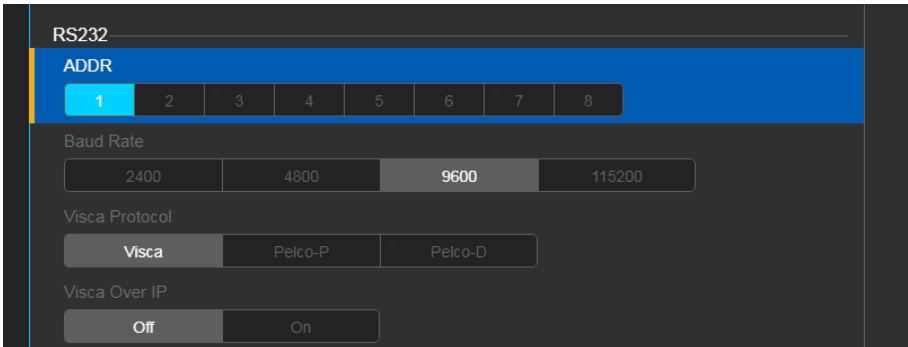 RS232
ADDR
1 2 3 4 5 6 7 8
Baud Rate
2400 4800 9600 115200
Visca Protocol
Visca Pelco-P Pelco-D
Visca Over IP
Off On